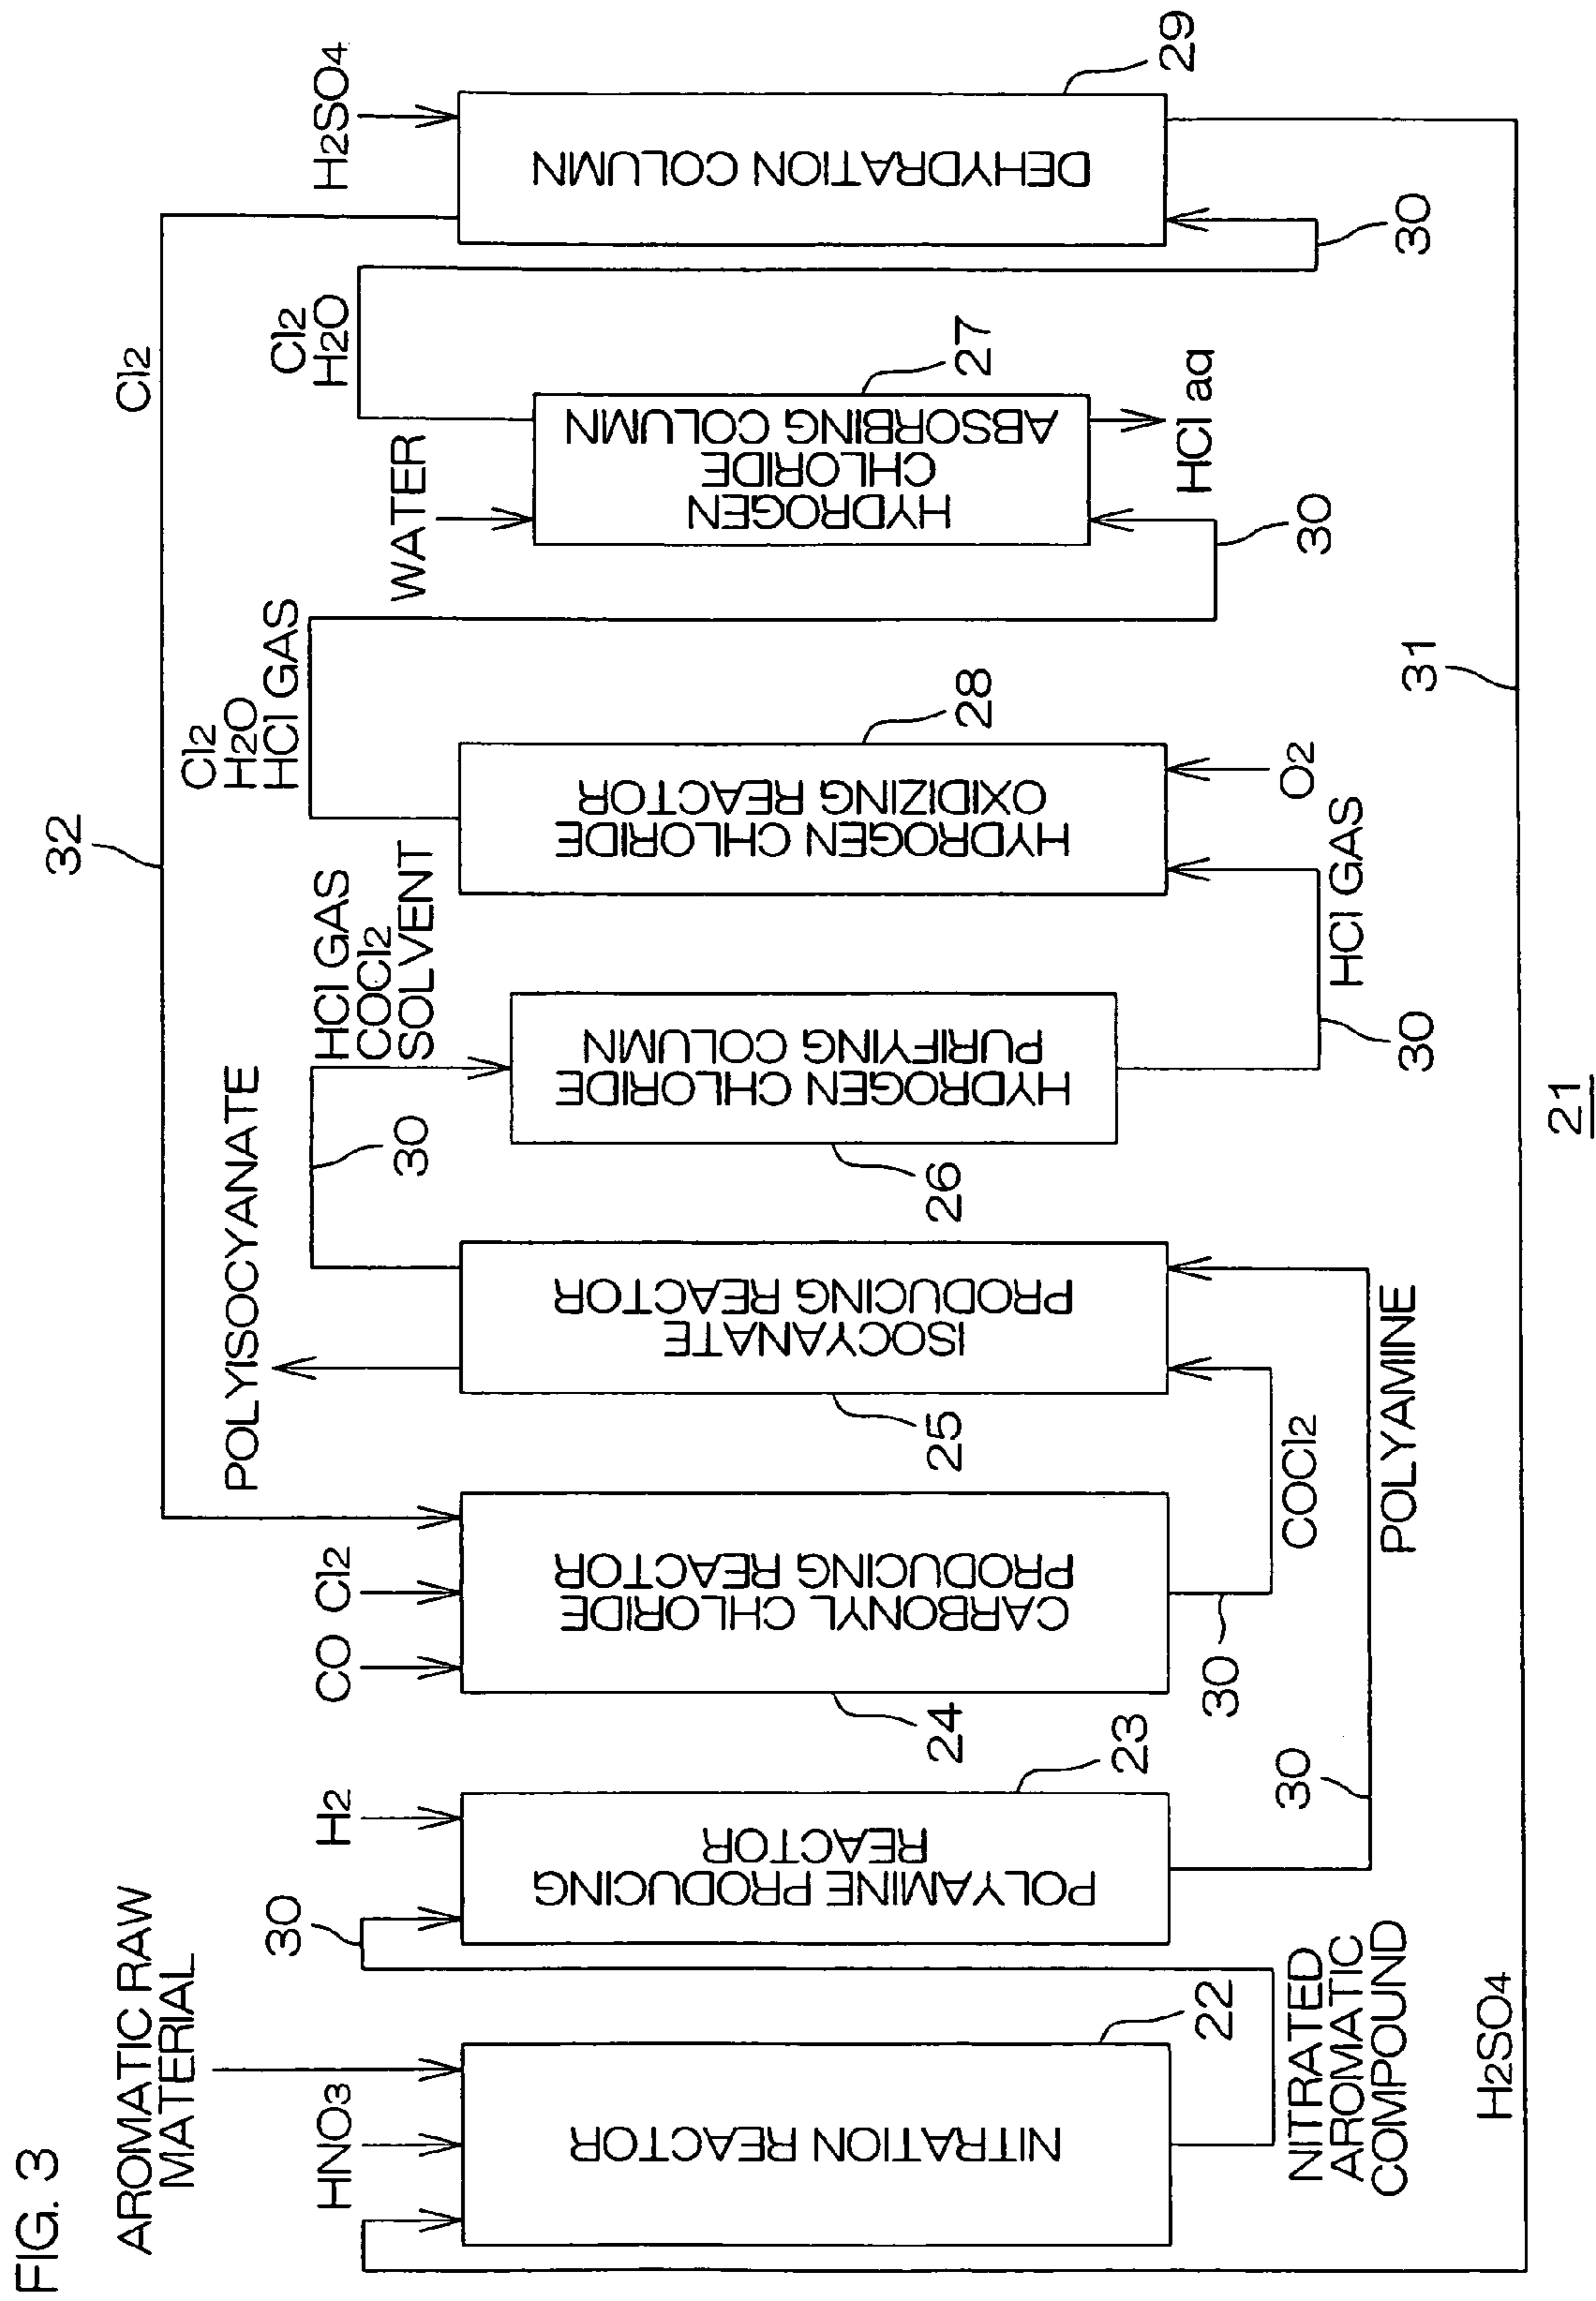 FIG. 3
AROMATIC RAW
MATERIAL
HNO3
NITRATION REACTOR
22
NITRATED
AROMATIC
COMPOUND
30
H2
POLYAMINE PRODUCING
REACTOR
23
30
POLYAMINE
CO
Cl2
CARBONYL CHLORIDE
PRODUCING REACTOR
24
30
COCl2
POLYISOCYANATE
ISOCYANATE
PRODUCING REACTOR
25
30
HCl GAS
COCl2
SOLVENT
HYDROGEN CHLORIDE
PURIFYING COLUMN
26
30
HCl GAS
HYDROGEN CHLORIDE
OXIDIZING REACTOR
28
O2
Cl2
H2O
HCl GAS
30
WATER
HYDROGEN
CHLORIDE
ABSORBING COLUMN
27
HCl aq
Cl2
H2O
30
H2SO4
DEHYDRATION COLUMN
29
32
Cl2
31
H2SO4
21